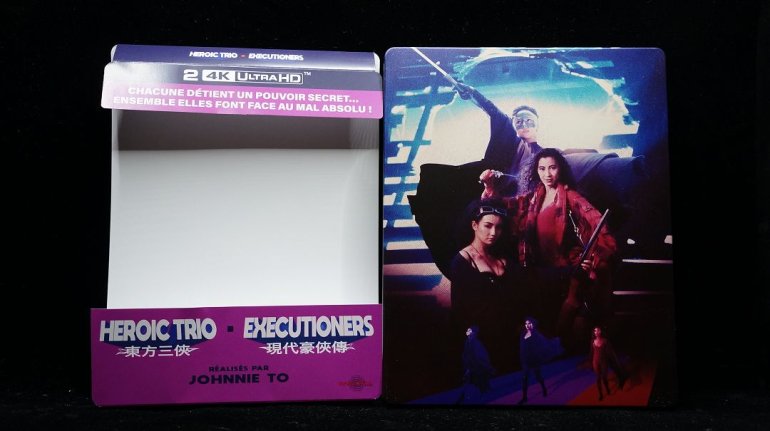 HEROIC TRIO - EXECUTIONERS
2 4K ULTRA HD™
CHACUNE DÉTIENT UN POUVOIR SECRET...
ENSEMBLE ELLES FONT FACE AU MAL ABSOLU !
HEROIC TRIO - EXECUTIONERS
東方三俠 現代豪俠傳
RÉALISÉS PAR
JOHNNIE TO